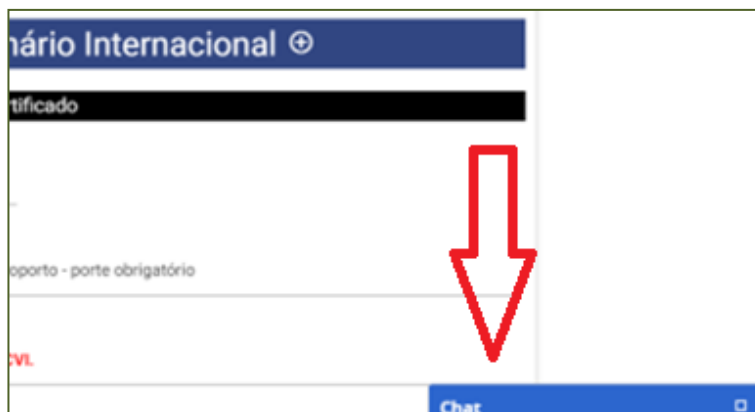 nário Internacional ⊕
rtificado
oporto - porte obrigatório
CVI.
Chat